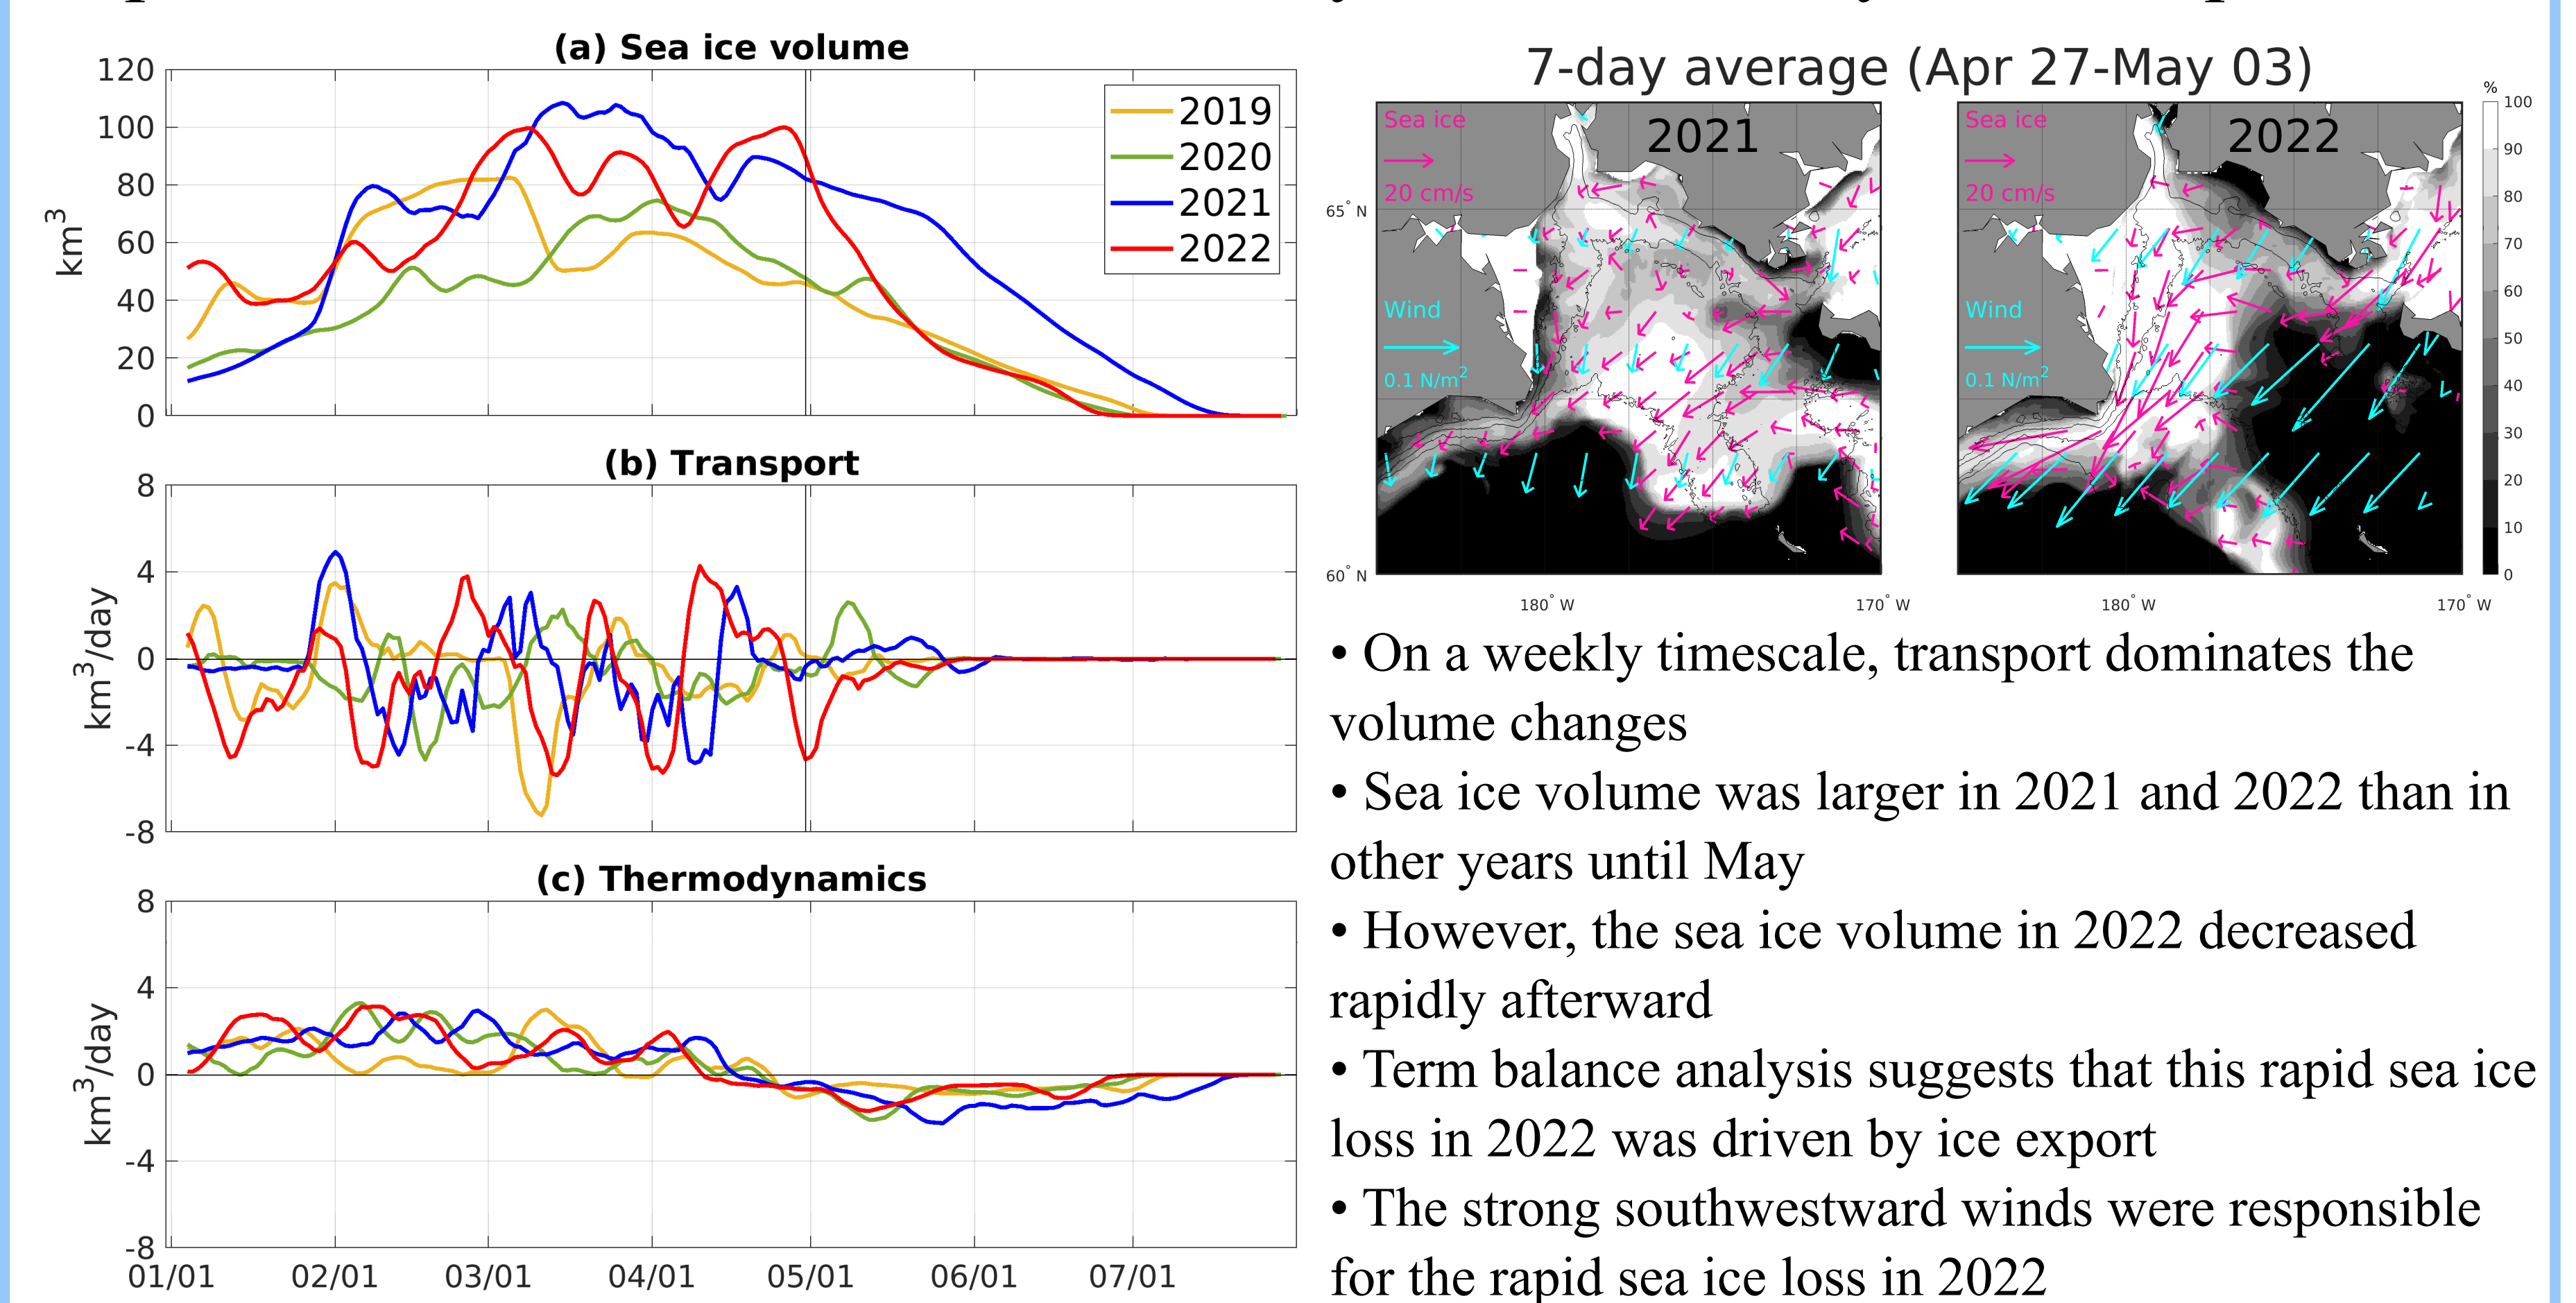 (a) Sea ice volume
120
100
80
60
40
20
0
km³
2019
2020
2021
2022
(b) Transport
8
4
0
-4
-8
km³/day
(c) Thermodynamics
8
4
0
-4
-8
km³/day
01/01 02/01 03/01 04/01 05/01 06/01 07/01
7-day average (Apr 27-May 03)
Sea ice
20 cm/s
2021
Wind
0.1 N/m²
65° N
60° N
180° W 170° W
Sea ice
20 cm/s
2022
Wind
0.1 N/m²
180° W 170° W
%
100
90
80
70
60
50
40
30
20
10
0
• On a weekly timescale, transport dominates the
volume changes
• Sea ice volume was larger in 2021 and 2022 than in
other years until May
• However, the sea ice volume in 2022 decreased
rapidly afterward
• Term balance analysis suggests that this rapid sea ice
loss in 2022 was driven by ice export
• The strong southwestward winds were responsible
for the rapid sea ice loss in 2022